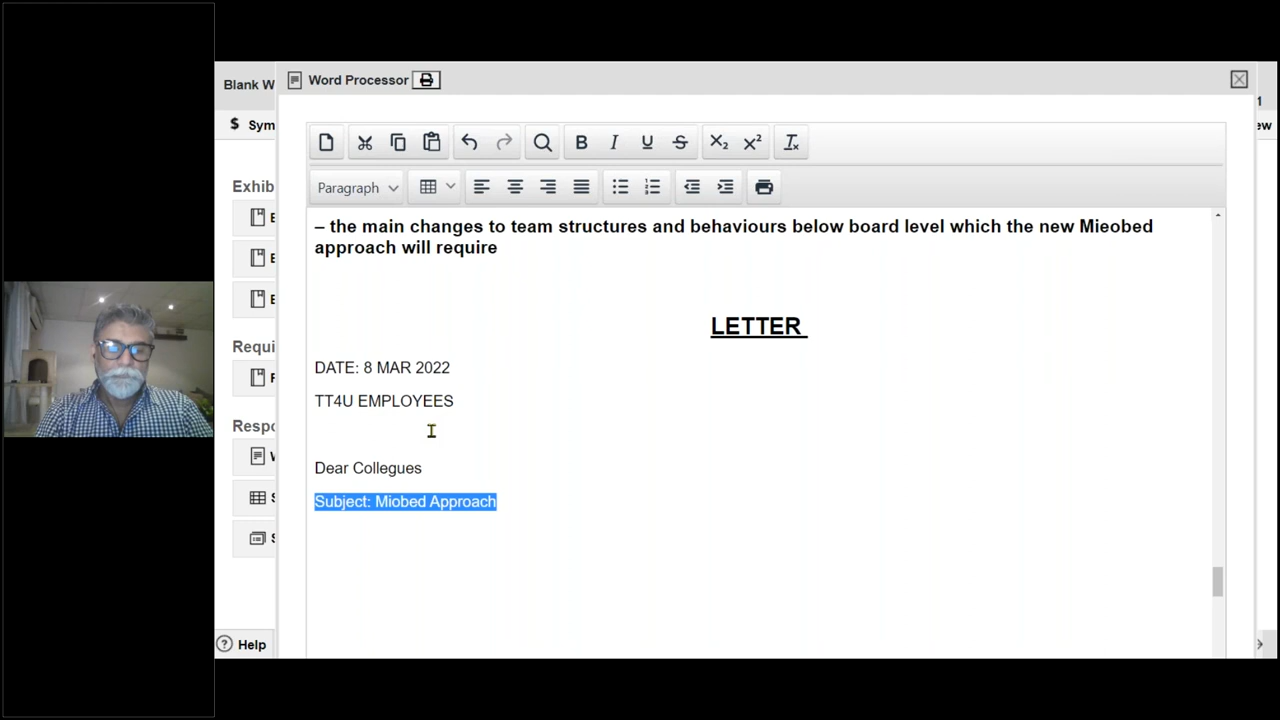 Blank W
Word Processor
1
$ Sym
ew
Paragraph
Exhib
E
E
E
Requi
F
Respo
S
S
– the main changes to team structures and behaviours below board level which the new Mieobed
approach will require
LETTER
DATE: 8 MAR 2022
TT4U EMPLOYEES
Dear Collegues
Subject: Miobed Approach
Help